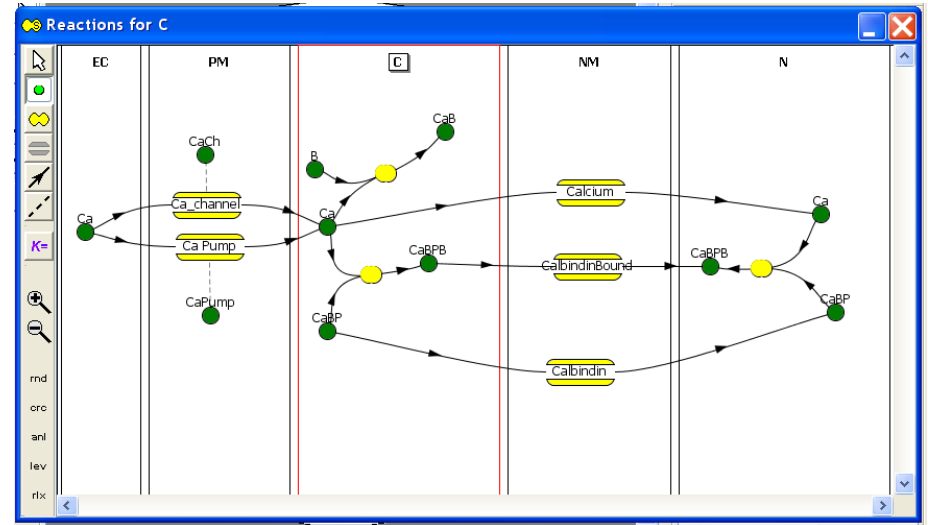 Reactions for C
EC
PM
C
NM
N
CaCh
Ca_channel
Ca
Ca Pump
CaPump
B
CaB
Ca
CaBPB
CaBP
Calcium
CalbindinBound
Calbindin
Ca
CaBPB
CaBP
K=
rnd
crc
anl
lev
rlx